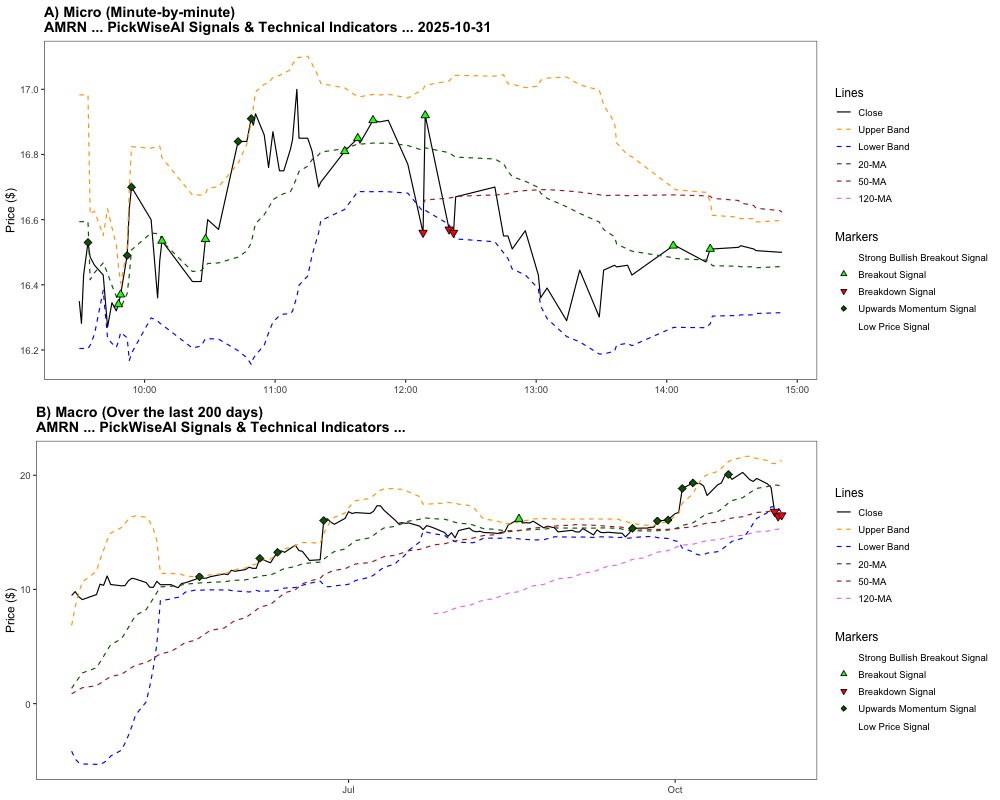 A) Micro (Minute-by-minute)
AMRN ... PickWiseAI Signals & Technical Indicators ... 2025-10-31
Price ($)
17.0
16.8
16.6
16.4
16.2
10:00 11:00 12:00 13:00 14:00 15:00
Lines
Close
Upper Band
Lower Band
20-MA
50-MA
120-MA
Markers
Strong Bullish Breakout Signal
Breakout Signal
Breakdown Signal
Upwards Momentum Signal
Low Price Signal
B) Macro (Over the last 200 days)
AMRN ... PickWiseAI Signals & Technical Indicators ...
Price ($)
20
10
0
Jul Oct
Lines
Close
Upper Band
Lower Band
20-MA
50-MA
120-MA
Markers
Strong Bullish Breakout Signal
Breakout Signal
Breakdown Signal
Upwards Momentum Signal
Low Price Signal